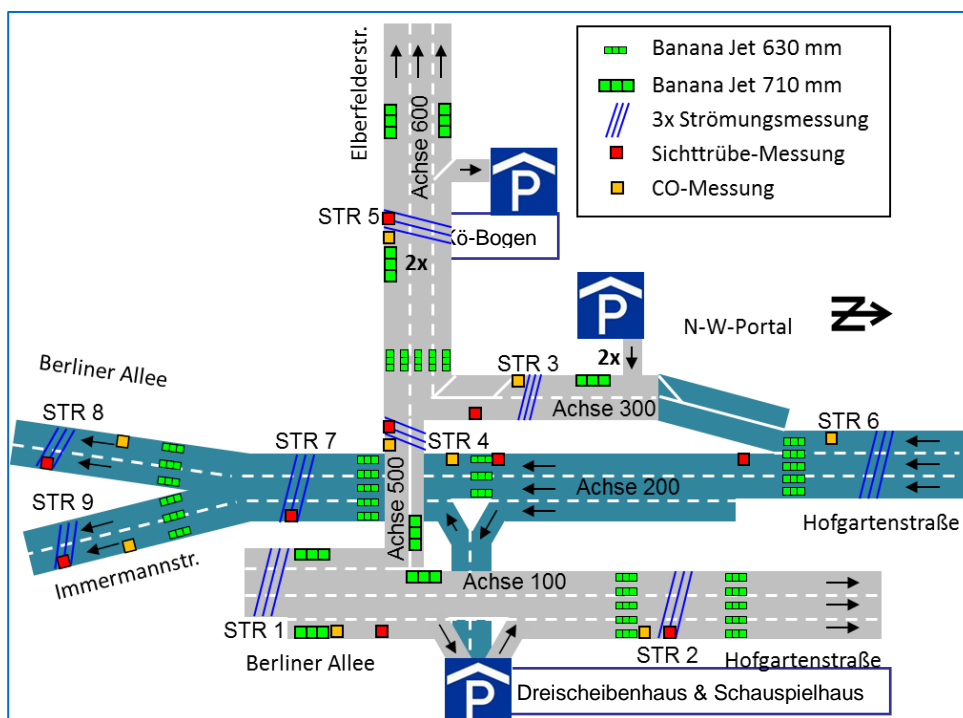 Elberfelderstr.
Banana Jet 630 mm
Banana Jet 710 mm
3x Strömungsmessung
Sichttrübe-Messung
CO-Messung
Achse 600
P
STR 5
Kö-Bogen
2x
P
N-W-Portal
2x
Berliner Allee
STR 3
Achse 300
STR 8
STR 7
STR 4
STR 6
STR 9
Achse 200
Achse 500
Hofgartenstraße
Immermannstr.
Achse 100
STR 1
STR 2
Berliner Allee
Hofgartenstraße
P
Dreischeibenhaus & Schauspielhaus